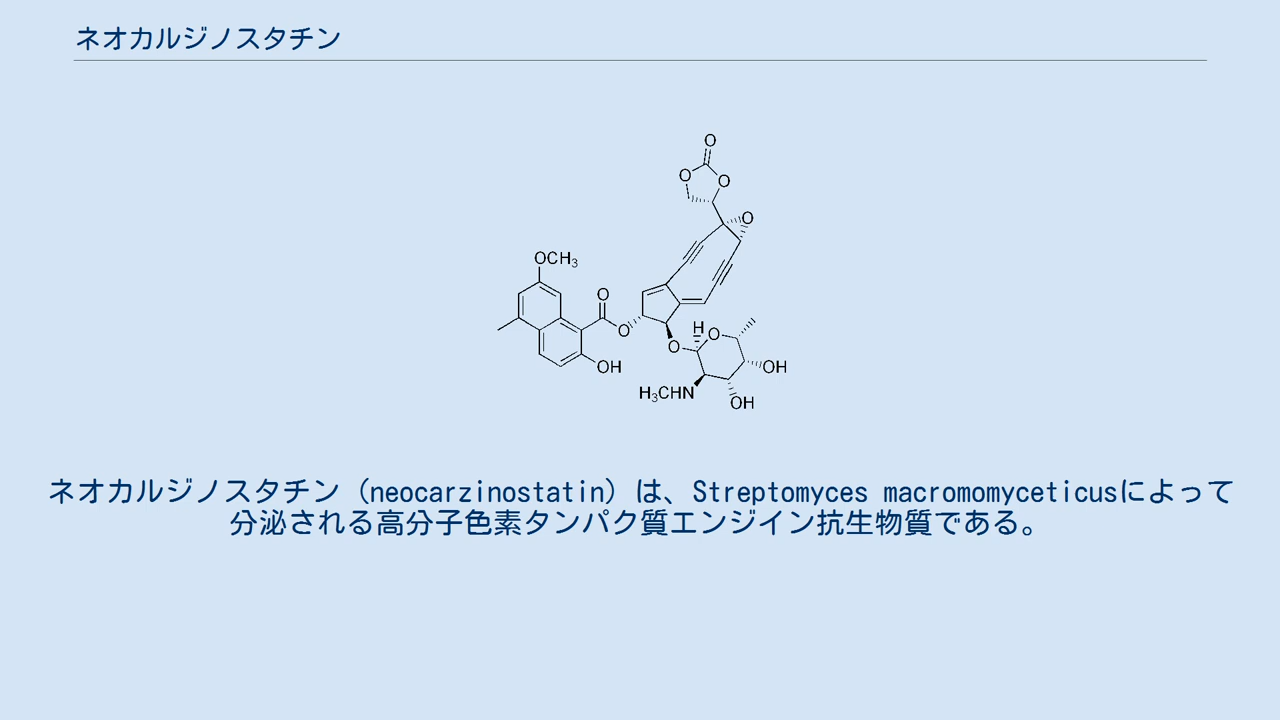 ネオカルジノスタチン
O
O
O
O
OCH₃
O
O
H
O
O
OH
OH
H₃CHN
OH
ネオカルジノスタチン（neocarzinostatin）は、Streptomyces macromomyceticusによって
分泌される高分子色素タンパク質エンジイン抗生物質である。